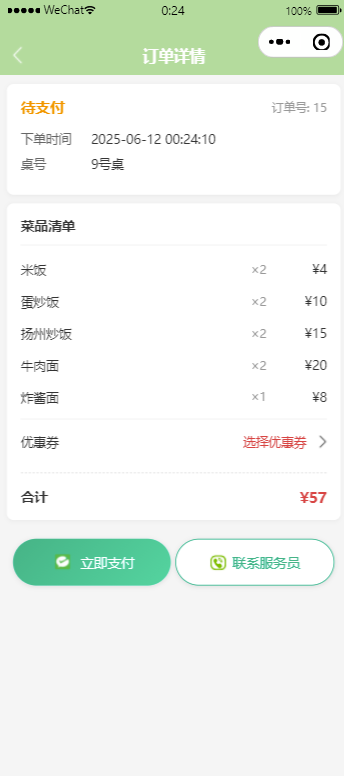 WeChat 0:24 100%
订单详情
待支付 订单号: 15
下单时间 2025-06-12 00:24:10
桌号 9号桌
菜品清单
米饭 ×2 ¥4
蛋炒饭 ×2 ¥10
扬州炒饭 ×2 ¥15
牛肉面 ×2 ¥20
炸酱面 ×1 ¥8
优惠券 选择优惠券
合计 ¥57
立即支付 联系服务员